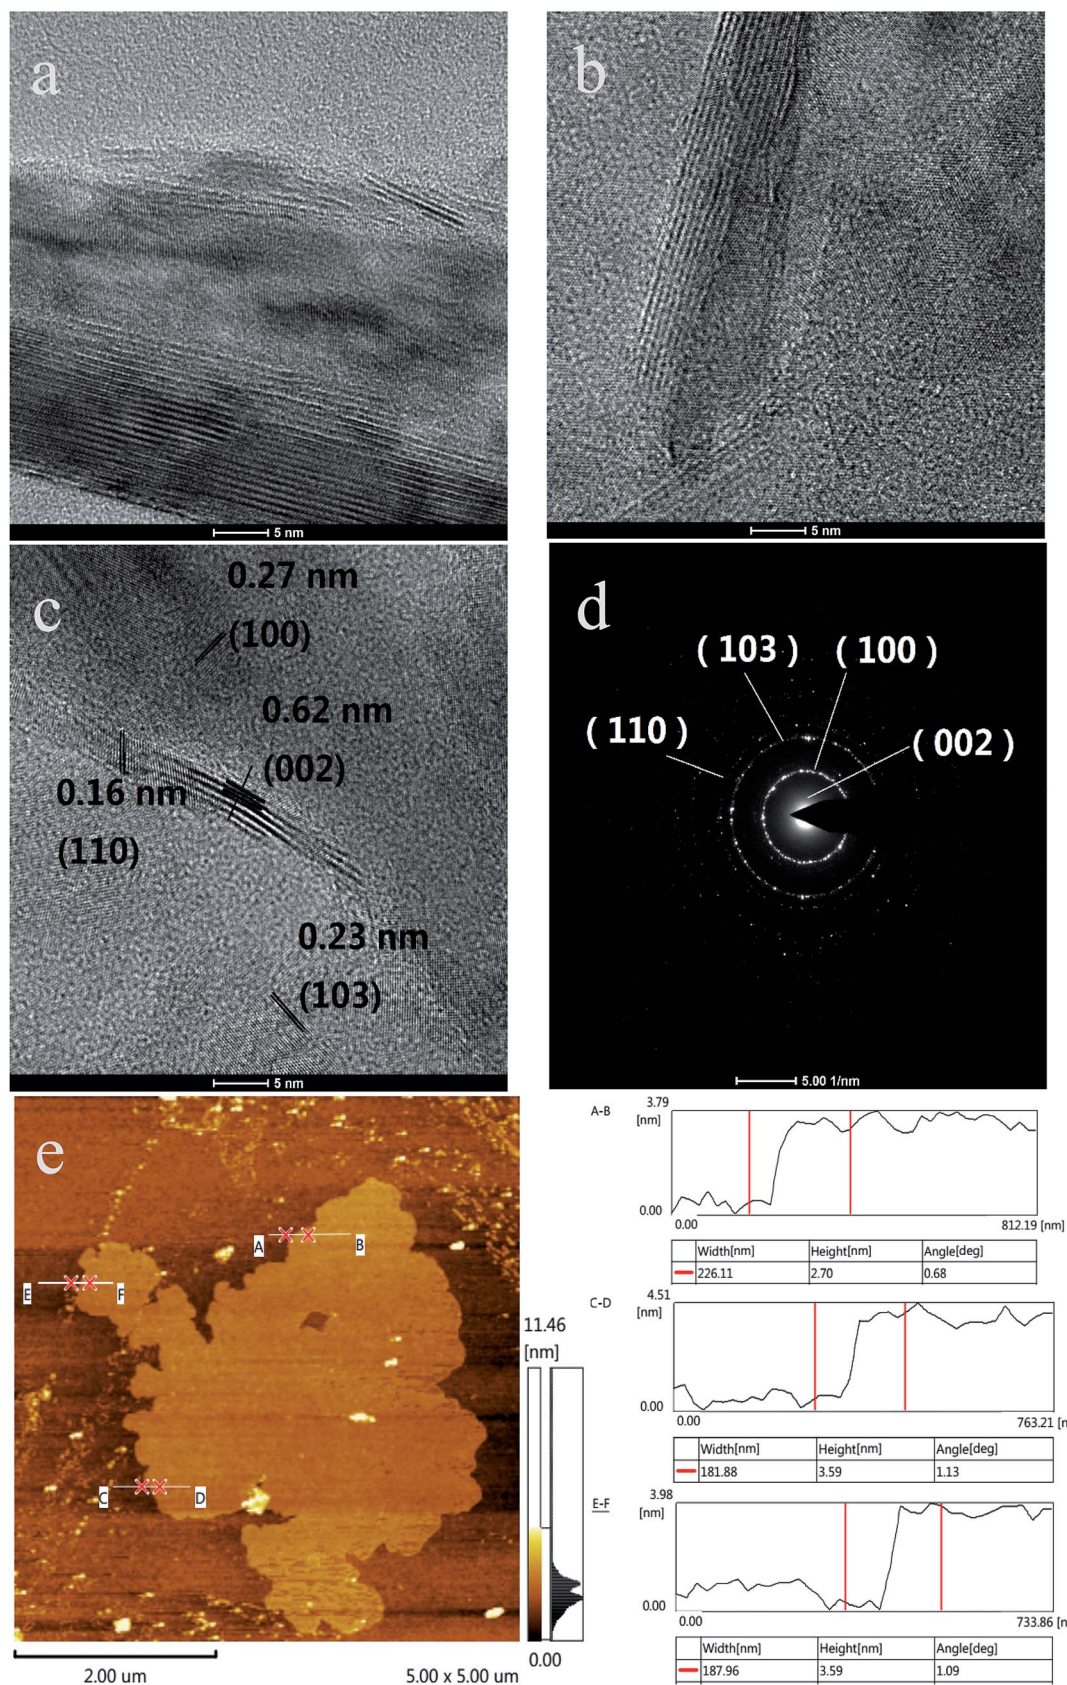 a
b
5 nm
5 nm
c
0.27 nm
(100)
0.62 nm
(002)
0.16 nm
(110)
0.23 nm
(103)
5 nm
d
( 103 )
( 100 )
( 110 )
( 002 )
5.00 1/nm
e
A
B
E
F
C
D
2.00 um
5.00 x 5.00 um
11.46
[nm]
0.00
A-B
3.79
[nm]
0.00
0.00
812.19 [nm]
Width[nm] Height[nm] Angle[deg]
226.11 2.70 0.68
C-D
4.51
[nm]
0.00
0.00
763.21
Width[nm] Height[nm] Angle[deg]
181.88 3.59 1.13
E-F
3.98
[nm]
0.00
0.00
733.86
Width[nm] Height[nm] Angle[deg]
187.96 3.59 1.09